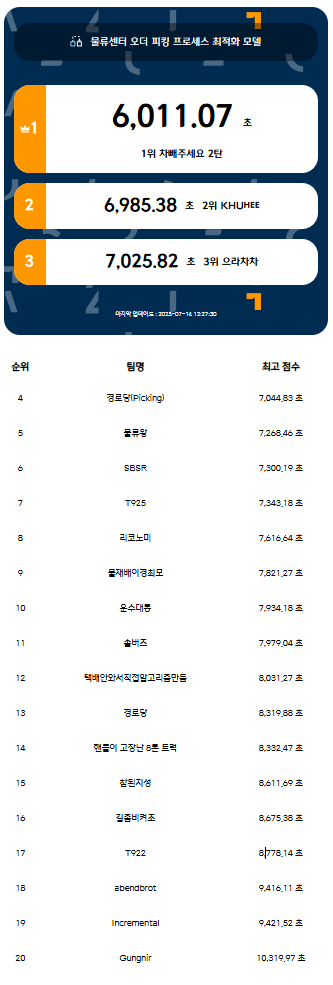 물류센터 오더 피킹 프로세스 최적화 모델
1
6,011.07 초
1위 차빼주세요 2탄
2 6,985.38 초 2위 KHUHEE
3 7,025.82 초 3위 으라차차
마지막 업데이트 : 2025-07-14 12:27:30
순위 팀명 최고 점수
4 경로당(Picking) 7,044.83 초
5 물류왕 7,268.46 초
6 SBSR 7,300.19 초
7 T925 7,343.18 초
8 리코노미 7,616.64 초
9 물재배이경최모 7,821.27 초
10 운수대통 7,934.18 초
11 솔버즈 7,979.04 초
12 택배안와서직접알고리즘만듦 8,031.27 초
13 경로당 8,319.88 초
14 핸들이 고장난 8톤 트럭 8,332.47 초
15 참된지성 8,611.69 초
16 길좀비켜조 8,675.38 초
17 T922 8,778.14 초
18 abendbrot 9,416.11 초
19 Incremental 9,421.52 초
20 Gungnir 10,319.97 초